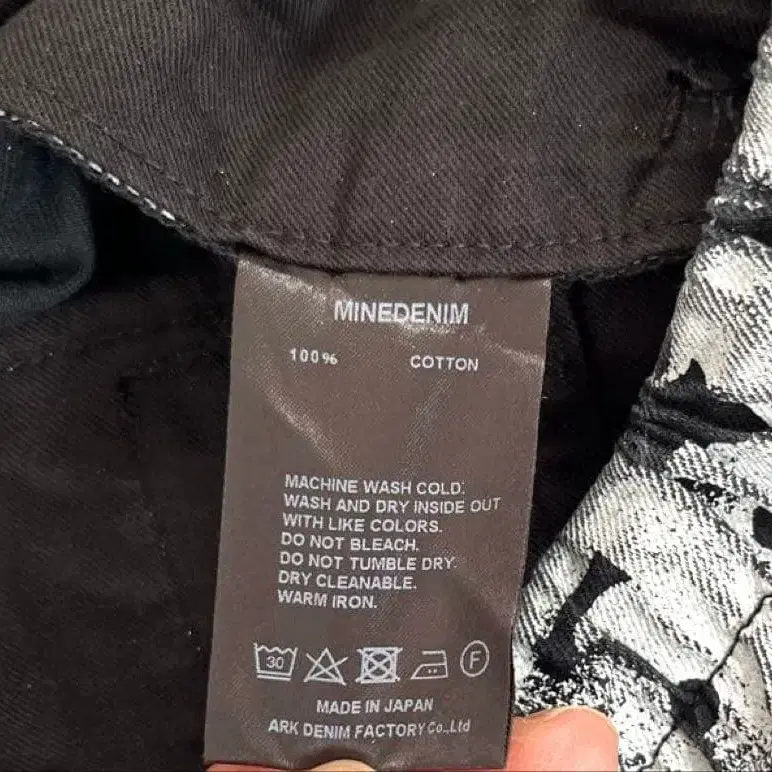 MINEDENIM
100% COTTON
MACHINE WASH COLD.
WASH AND DRY INSIDE OUT
WITH LIKE COLORS.
DO NOT BLEACH.
DO NOT TUMBLE DRY.
DRY CLEANABLE.
WARM IRON.
30 F
MADE IN JAPAN
ARK DENIM FACTORY Co.,Ltd